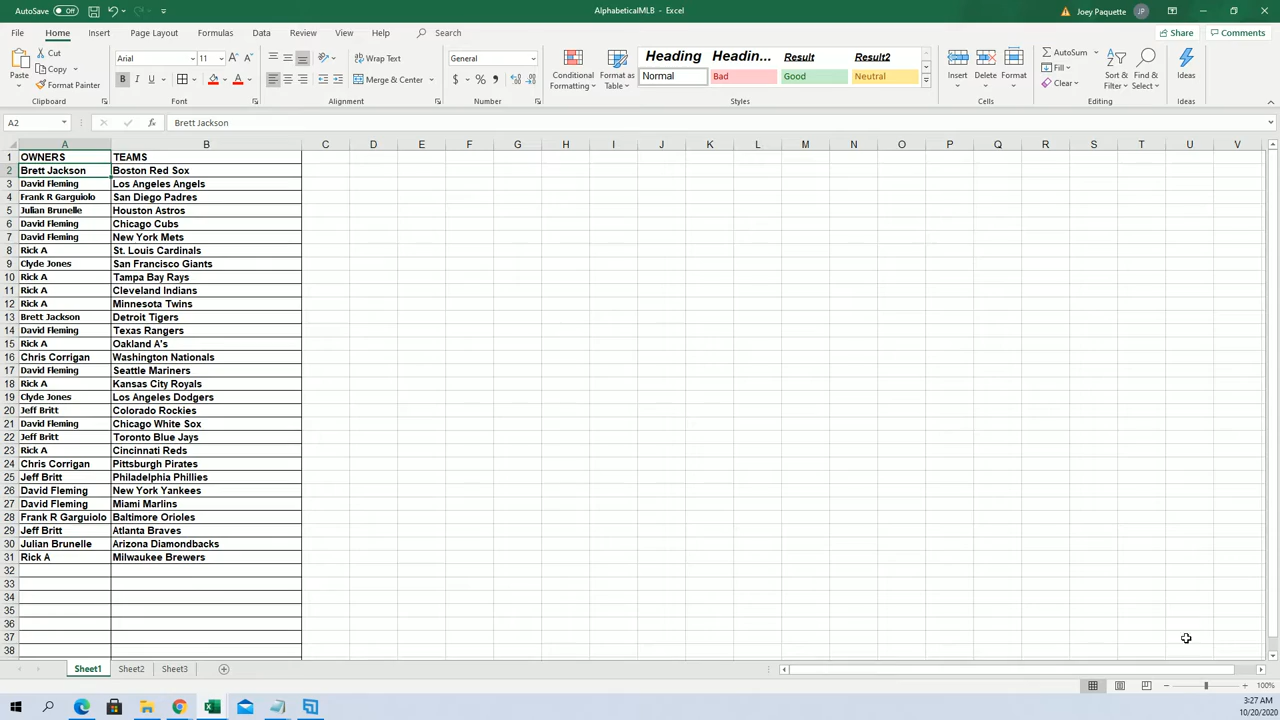 AutoSave Off
AlphabeticalMLB - Excel
Joey Paquette JP
File Home Insert Page Layout Formulas Data Review View Help Search
Share Comments
Paste
Cut
Copy
Format Painter
Clipboard
Arial 11
B I U
Font
Wrap Text
Merge & Center
Alignment
General
$ % ,
Number
Conditional Formatting
Format as Table
Heading Headin... Result Result2
Normal Bad Good Neutral
Styles
Insert Delete Format
Cells
AutoSum
Fill
Clear
Sort & Filter
Find & Select
Editing
Ideas
Ideas
A2 fx Brett Jackson
A B C D E F G H I J K L M N O P Q R S T U V
1 OWNERS TEAMS
2 Brett Jackson Boston Red Sox
3 David Fleming Los Angeles Angels
4 Frank R Garguiolo San Diego Padres
5 Julian Brunelle Houston Astros
6 David Fleming Chicago Cubs
7 David Fleming New York Mets
8 Rick A St. Louis Cardinals
9 Clyde Jones San Francisco Giants
10 Rick A Tampa Bay Rays
11 Rick A Cleveland Indians
12 Rick A Minnesota Twins
13 Brett Jackson Detroit Tigers
14 David Fleming Texas Rangers
15 Rick A Oakland A's
16 Chris Corrigan Washington Nationals
17 David Fleming Seattle Mariners
18 Rick A Kansas City Royals
19 Clyde Jones Los Angeles Dodgers
20 Jeff Britt Colorado Rockies
21 David Fleming Chicago White Sox
22 Jeff Britt Toronto Blue Jays
23 Rick A Cincinnati Reds
24 Chris Corrigan Pittsburgh Pirates
25 Jeff Britt Philadelphia Phillies
26 David Fleming New York Yankees
27 David Fleming Miami Marlins
28 Frank R Garguiolo Baltimore Orioles
29 Jeff Britt Atlanta Braves
30 Julian Brunelle Arizona Diamondbacks
31 Rick A Milwaukee Brewers
32
33
34
35
36
37
38
Sheet1 Sheet2 Sheet3
100%
3:27 AM
10/20/2020